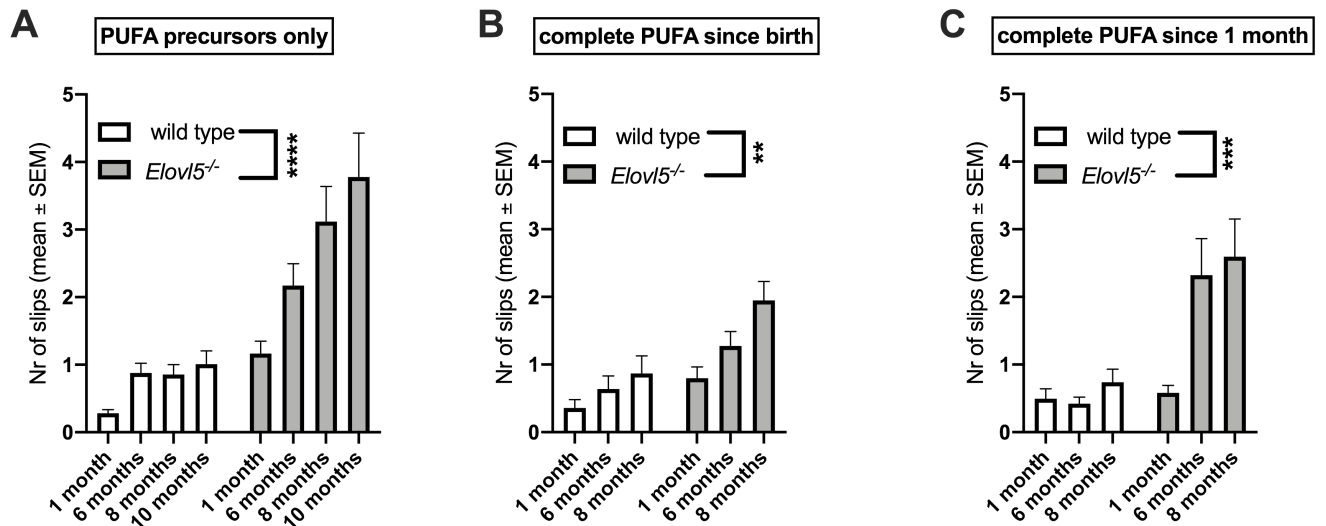 A
PUFA precursors only
Nr of slips (mean ± SEM)
5
4
3
2
1
0
wild type
Elovl5-/-
****
1 month
6 months
8 months
10 months
1 month
6 months
8 months
10 months
B
complete PUFA since birth
Nr of slips (mean ± SEM)
5
4
3
2
1
0
wild type
Elovl5-/-
**
1 month
6 months
8 months
1 month
6 months
8 months
C
complete PUFA since 1 month
Nr of slips (mean ± SEM)
5
4
3
2
1
0
wild type
Elovl5-/-
***
1 month
6 months
8 months
1 month
6 months
8 months